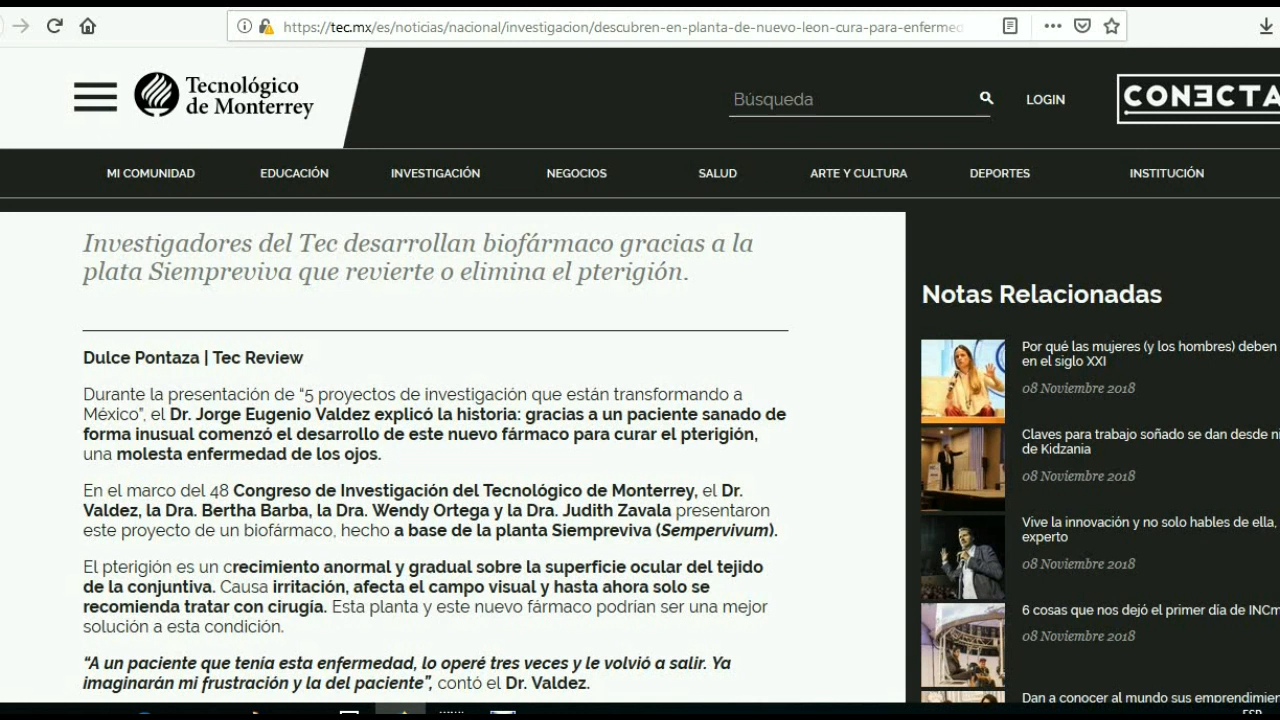 https://tec.mx/es/noticias/nacional/investigacion/descubren-en-planta-de-nuevo-leon-cura-para-enfermed
Tecnológico
de Monterrey
Búsqueda
LOGIN
CONECTA
MI COMUNIDAD
EDUCACIÓN
INVESTIGACIÓN
NEGOCIOS
SALUD
ARTE Y CULTURA
DEPORTES
INSTITUCIÓN
Investigadores del Tec desarrollan biofármaco gracias a la
plata Siempreviva que revierte o elimina el pterigión.
Dulce Pontaza | Tec Review
Durante la presentación de “5 proyectos de investigación que están transformando a
México”, el Dr. Jorge Eugenio Valdez explicó la historia: gracias a un paciente sanado de
forma inusual comenzó el desarrollo de este nuevo fármaco para curar el pterigión,
una molesta enfermedad de los ojos.
En el marco del 48 Congreso de Investigación del Tecnológico de Monterrey, el Dr.
Valdez, la Dra. Bertha Barba, la Dra. Wendy Ortega y la Dra. Judith Zavala presentaron
este proyecto de un biofármaco, hecho a base de la planta Siempreviva (Sempervivum).
El pterigión es un crecimiento anormal y gradual sobre la superficie ocular del tejido
de la conjuntiva. Causa irritación, afecta el campo visual y hasta ahora solo se
recomienda tratar con cirugía. Esta planta y este nuevo fármaco podrían ser una mejor
solución a esta condición.
“A un paciente que tenía esta enfermedad, lo operé tres veces y le volvió a salir. Ya
imaginarán mi frustración y la del paciente”, contó el Dr. Valdez.
Notas Relacionadas
Por qué las mujeres (y los hombres) deben
en el siglo XXI
08 Noviembre 2018
Claves para trabajo soñado se dan desde ni
de Kidzania
08 Noviembre 2018
Vive la innovación y no solo hables de ella,
experto
08 Noviembre 2018
6 cosas que nos dejó el primer día de INCm
08 Noviembre 2018
Dan a conocer al mundo sus emprendimien